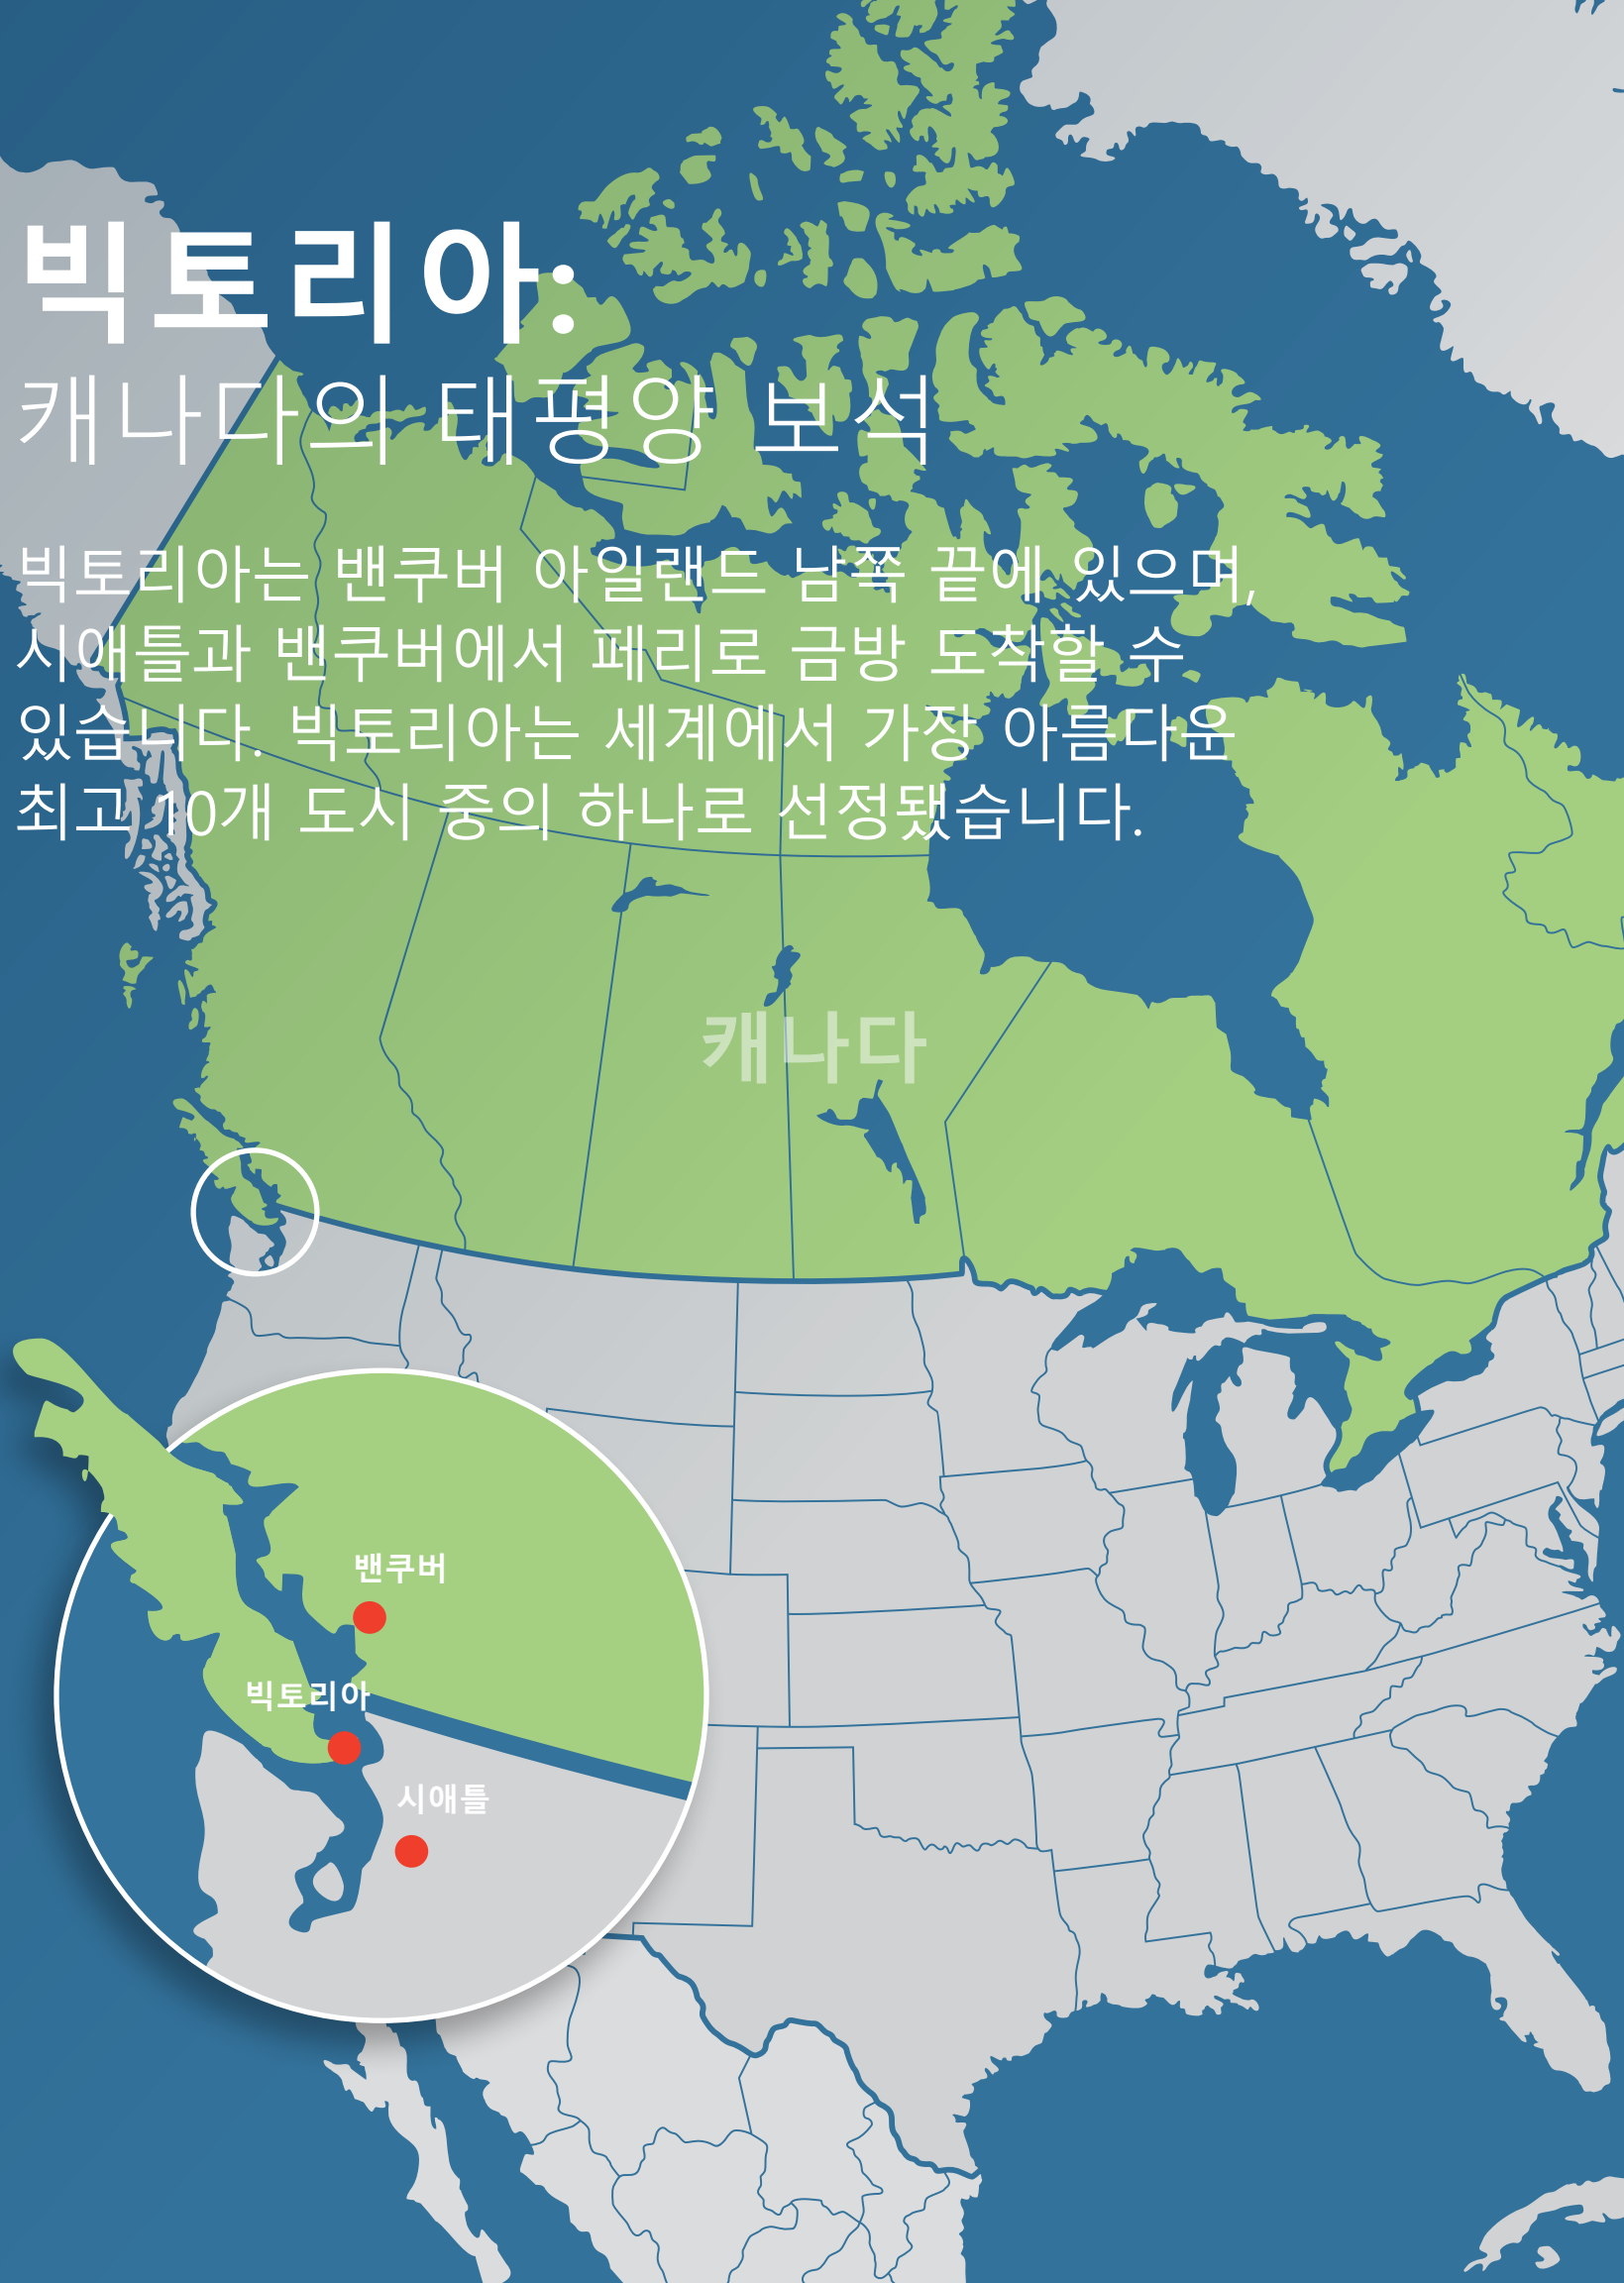 빅토리아:
캐나다의 태평양 보석
빅토리아는 밴쿠버 아일랜드 남쪽 끝에 있으며,
시애틀과 밴쿠버에서 페리로 금방 도착할 수
있습니다. 빅토리아는 세계에서 가장 아름다운
최고 10개 도시 중의 하나로 선정됐습니다.
캐나다
밴쿠버
빅토리아
시애틀